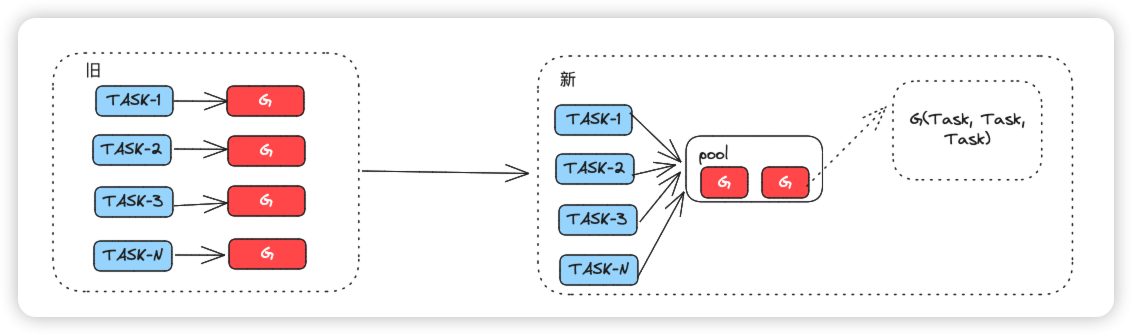 旧
TASK-1
G
TASK-2
G
TASK-3
G
TASK-N
G
新
TASK-1
TASK-2
TASK-3
TASK-N
pool
G
G
G(Task, Task,
Task)